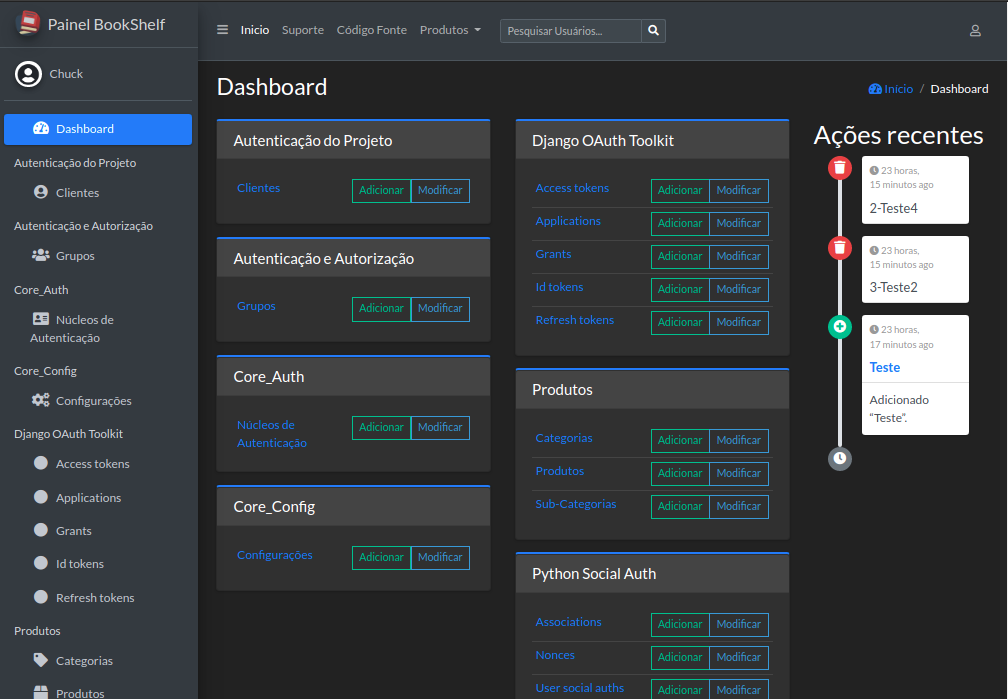 Painel BookShelf
Chuck
Dashboard
Autenticação do Projeto
Clientes
Autenticação e Autorização
Grupos
Core_Auth
Núcleos de
Autenticação
Core_Config
Configurações
Django OAuth Toolkit
Access tokens
Applications
Grants
Id tokens
Refresh tokens
Produtos
Categorias
Produtos
Inicio Suporte Código Fonte Produtos
Pesquisar Usuários...
Dashboard
Início / Dashboard
Autenticação do Projeto
Clientes Adicionar Modificar
Autenticação e Autorização
Grupos Adicionar Modificar
Core_Auth
Núcleos de Adicionar Modificar
Autenticação
Core_Config
Configurações Adicionar Modificar
Django OAuth Toolkit
Access tokens Adicionar Modificar
Applications Adicionar Modificar
Grants Adicionar Modificar
Id tokens Adicionar Modificar
Refresh tokens Adicionar Modificar
Produtos
Categorias Adicionar Modificar
Produtos Adicionar Modificar
Sub-Categorias Adicionar Modificar
Python Social Auth
Associations Adicionar Modificar
Nonces Adicionar Modificar
User social auths Adicionar Modificar
Ações recentes
23 horas,
15 minutos ago
2-Teste4
23 horas,
15 minutos ago
3-Teste2
23 horas,
17 minutos ago
Teste
Adicionado
“Teste”.